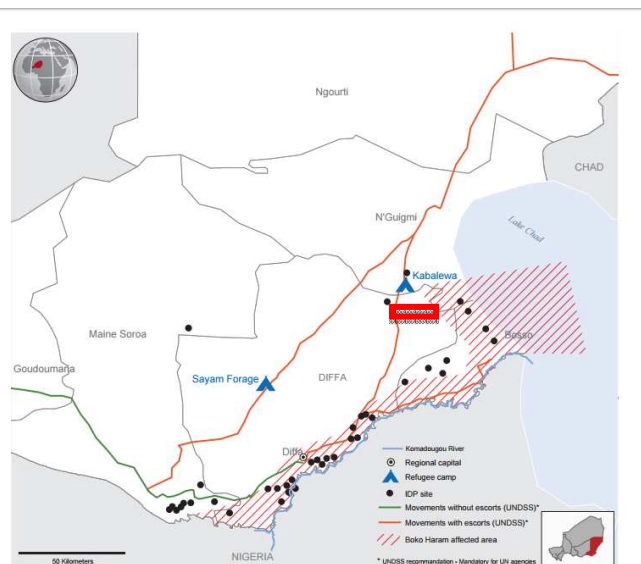 Ngourti
CHAD
N'Guigmi
Lake Chad
Kabalewa
Maine Soroa
Bosso
Goudoumaria
Sayam Forage
DIFFA
Diffa
Komadougou River
Regional capital
Refugee camp
IDP site
Movements without escorts (UNDSS)*
Movements with escorts (UNDSS)*
Boko Haram affected area
NIGERIA
50 Kilometers
* UNDSS recommandation - Mandatory for UN agencies